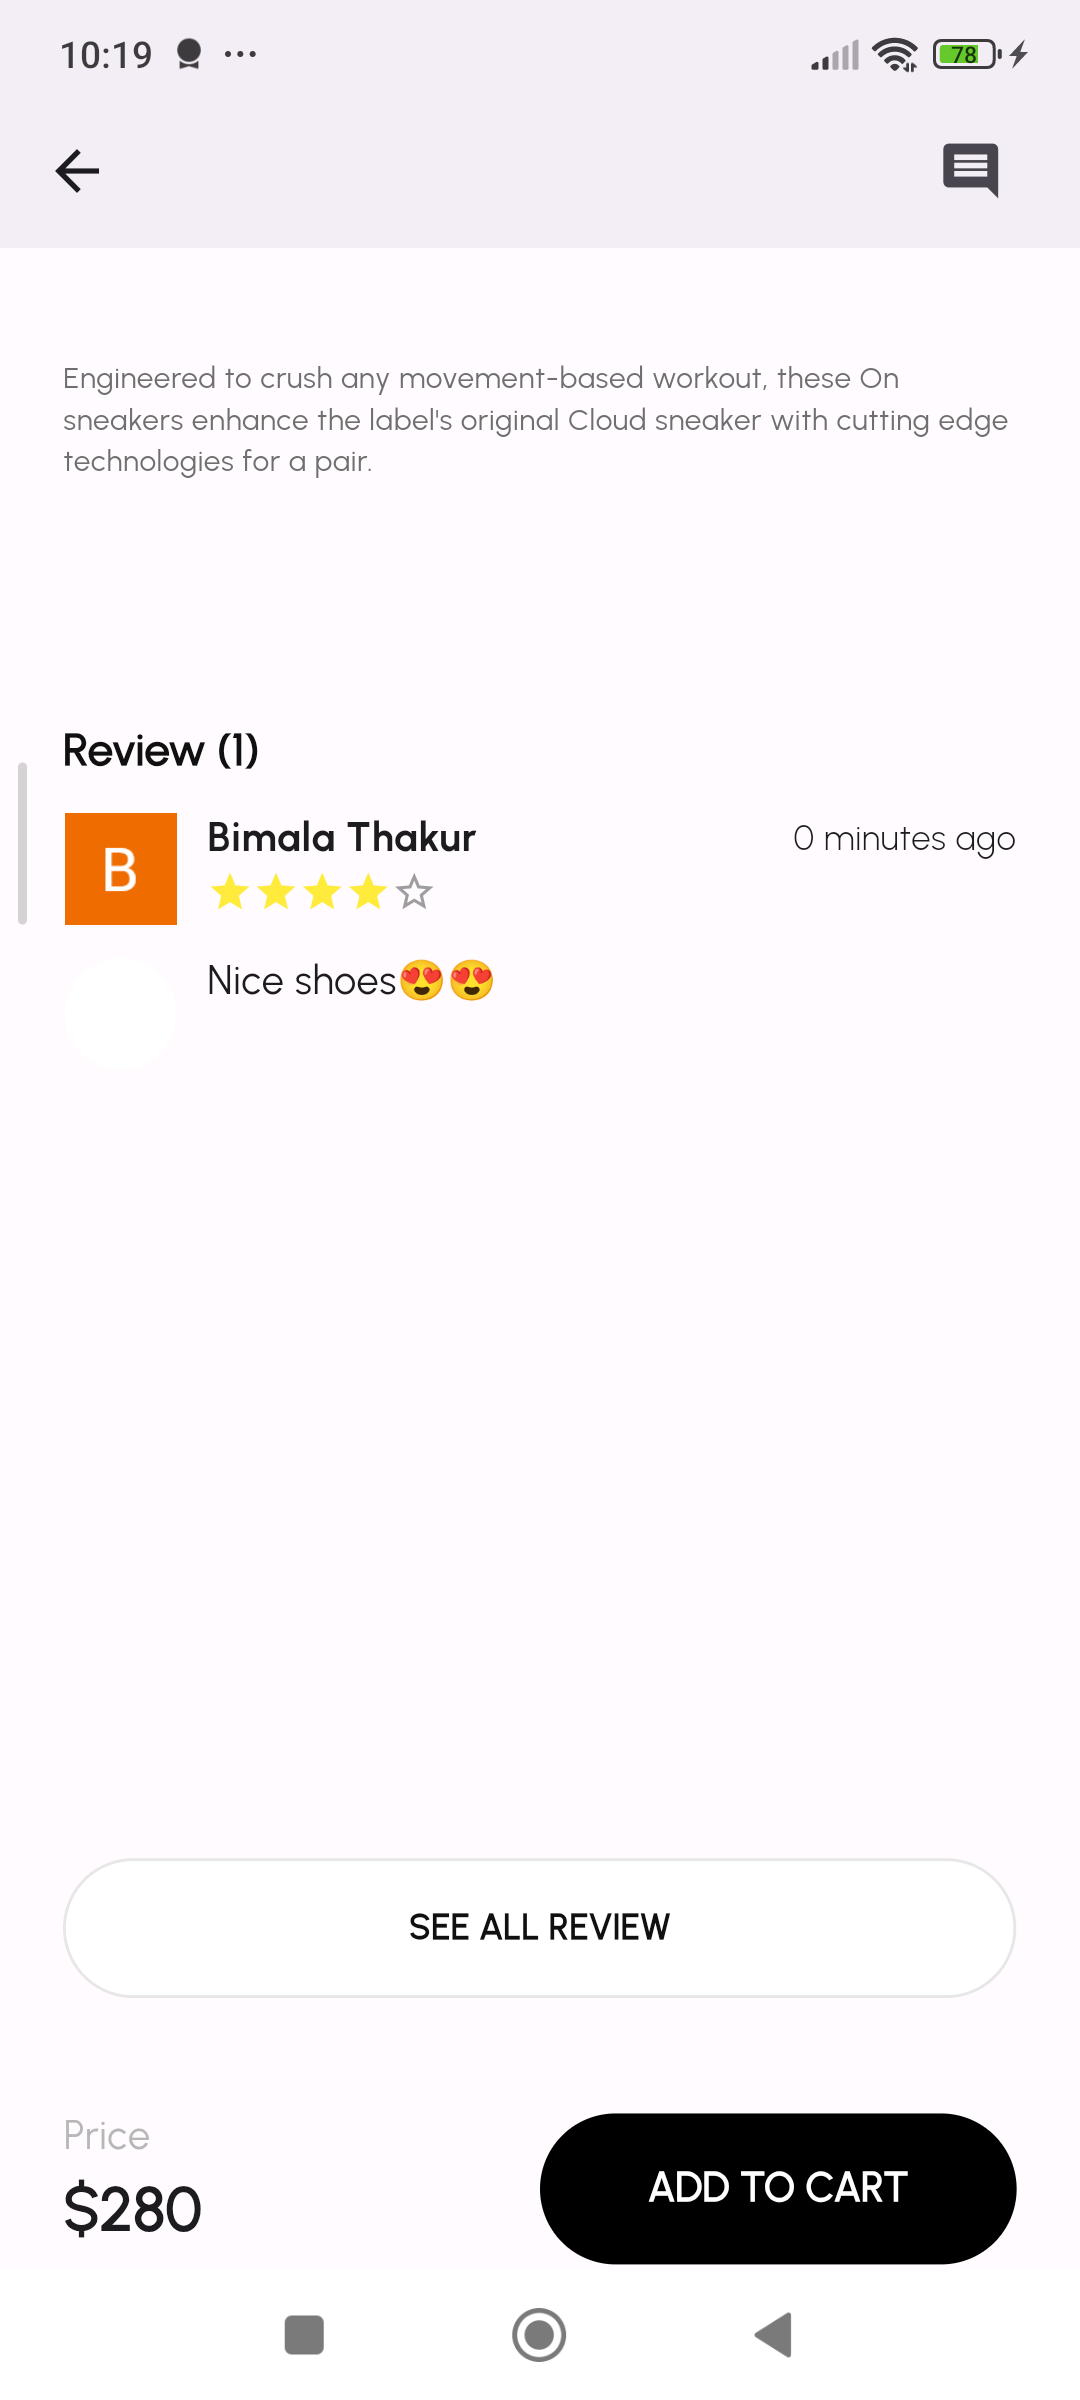 10:19
78
Engineered to crush any movement-based workout, these On
sneakers enhance the label's original Cloud sneaker with cutting edge
technologies for a pair.
Review (1)
B
Bimala Thakur
0 minutes ago
Nice shoes😍😍
SEE ALL REVIEW
Price
$280
ADD TO CART